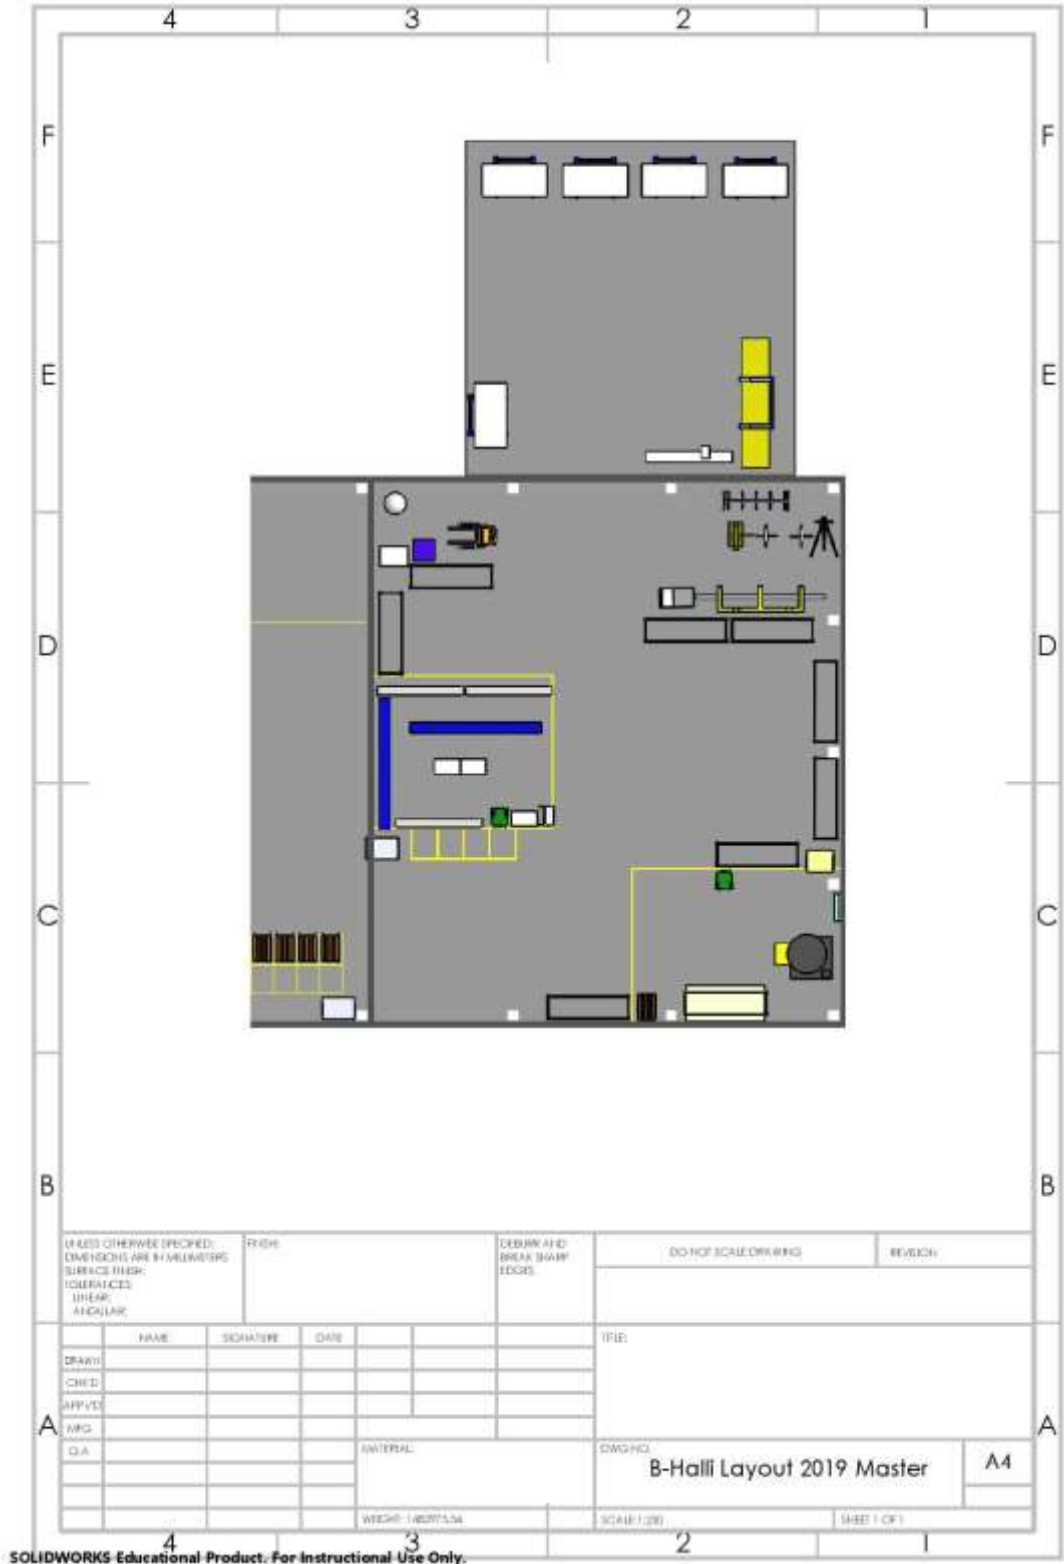 4 3 2 1
F F
E E
D D
C C
B B
A A
UNLESS OTHERWISE SPECIFIED:
DIMENSIONS ARE IN MILLIMETERS
SURFACE FINISH:
TOLERANCES:
LINEAR:
ANGULAR:
FINISH:
DEBURR AND
BREAK SHARP
EDGES
DO NOT SCALE DRAWING
REVISION
NAME SIGNATURE DATE
TITLE:
DRAWN
CHK'D
APPV'D
MFG
Q.A
MATERIAL:
DWG NO.
B-Halli Layout 2019 Master
A4
WEIGHT:
SCALE:
SHEET 1 OF 1
4 3 2 1
SOLIDWORKS Educational Product. For Instructional Use Only.